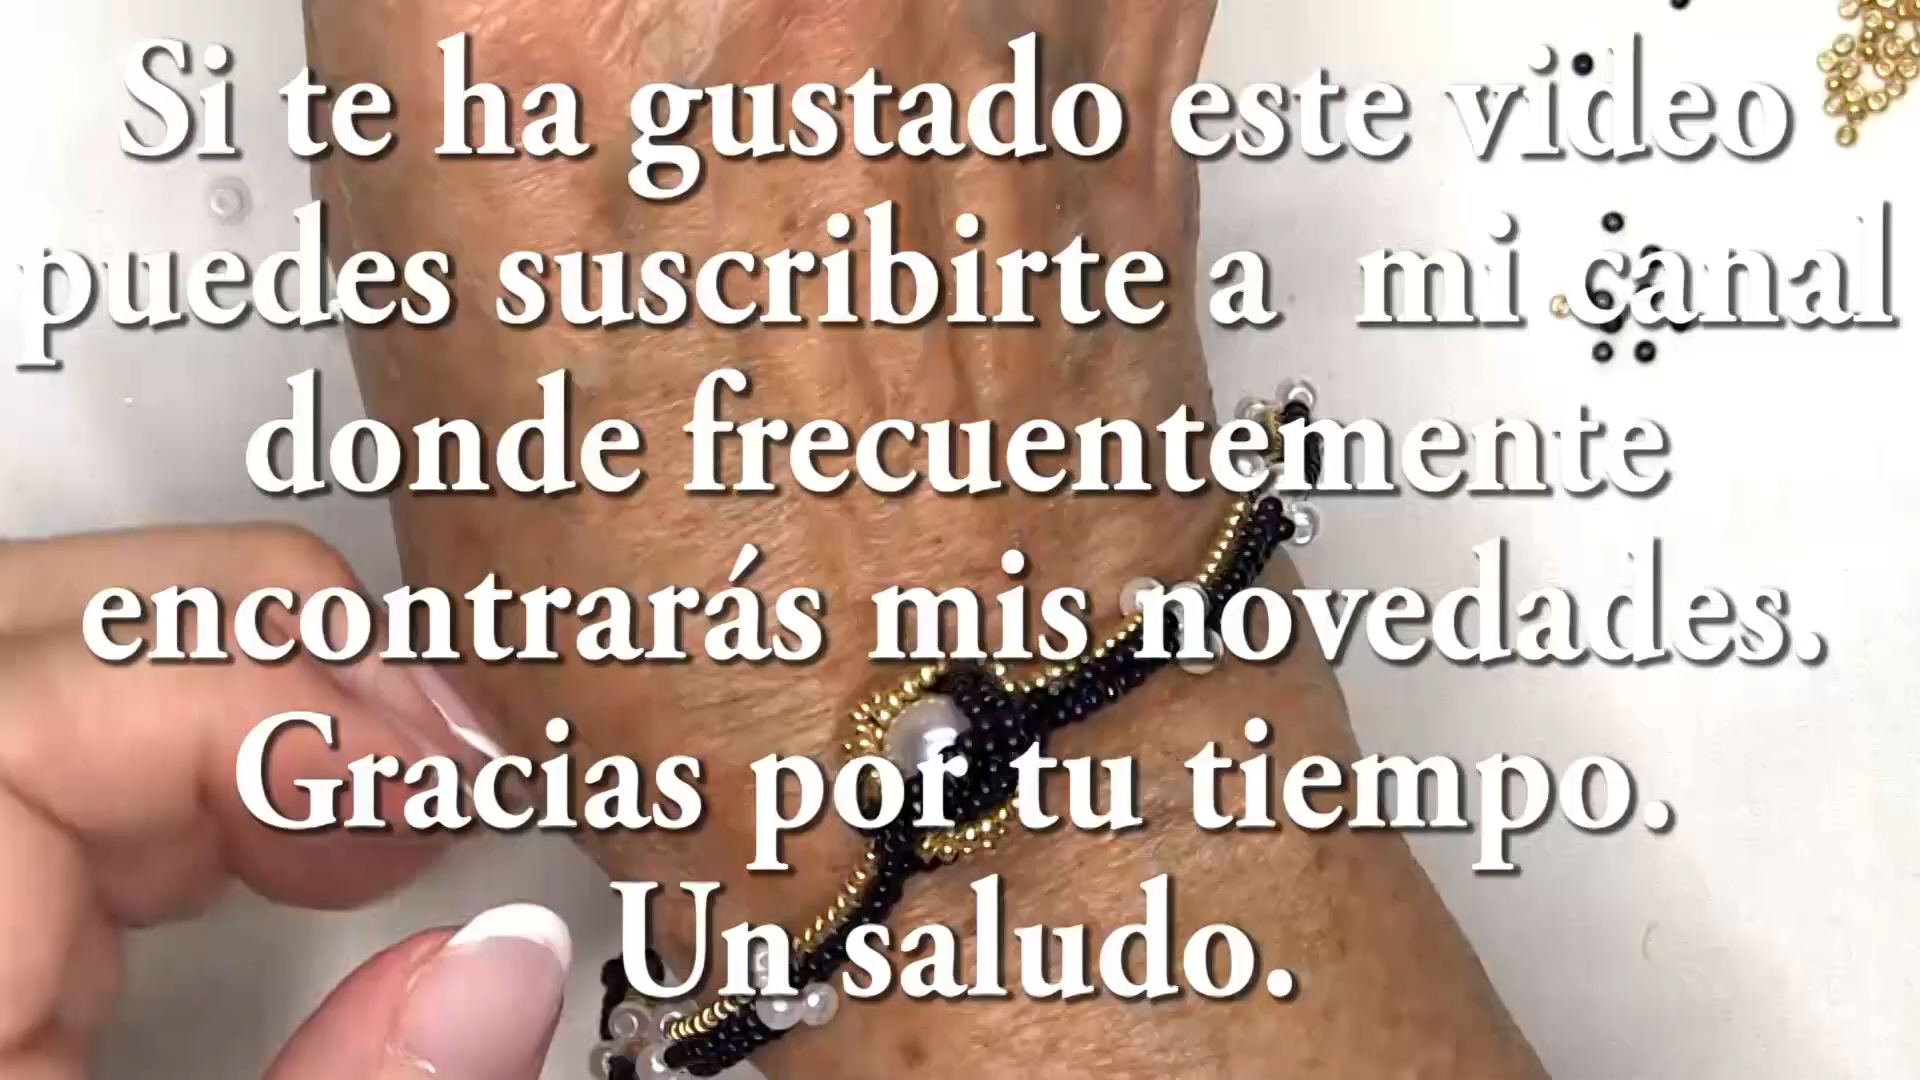 Si te ha gustado este video
puedes suscribirte a  mi canal
donde frecuentemente
encontrarás mis novedades.
Gracias por tu tiempo.
Un saludo.